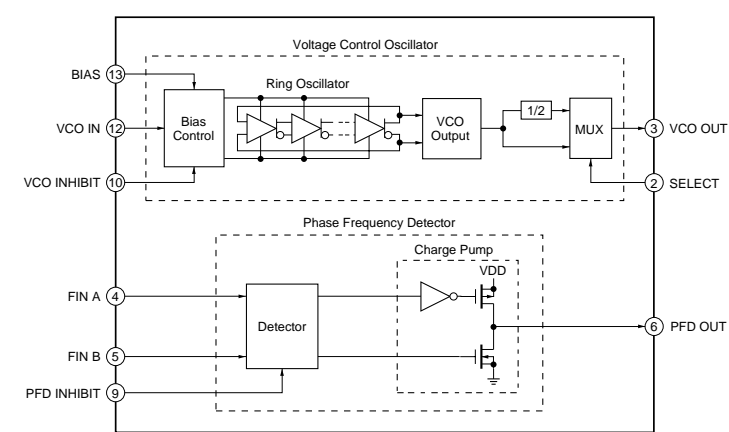 Voltage Control Oscillator
BIAS 13
Ring Oscillator
VCO IN 12
Bias
Control
VCO
Output
1/2
MUX
3 VCO OUT
VCO INHIBIT 10
2 SELECT
Phase Frequency Detector
Charge Pump
VDD
FIN A 4
Detector
6 PFD OUT
FIN B 5
PFD INHIBIT 9